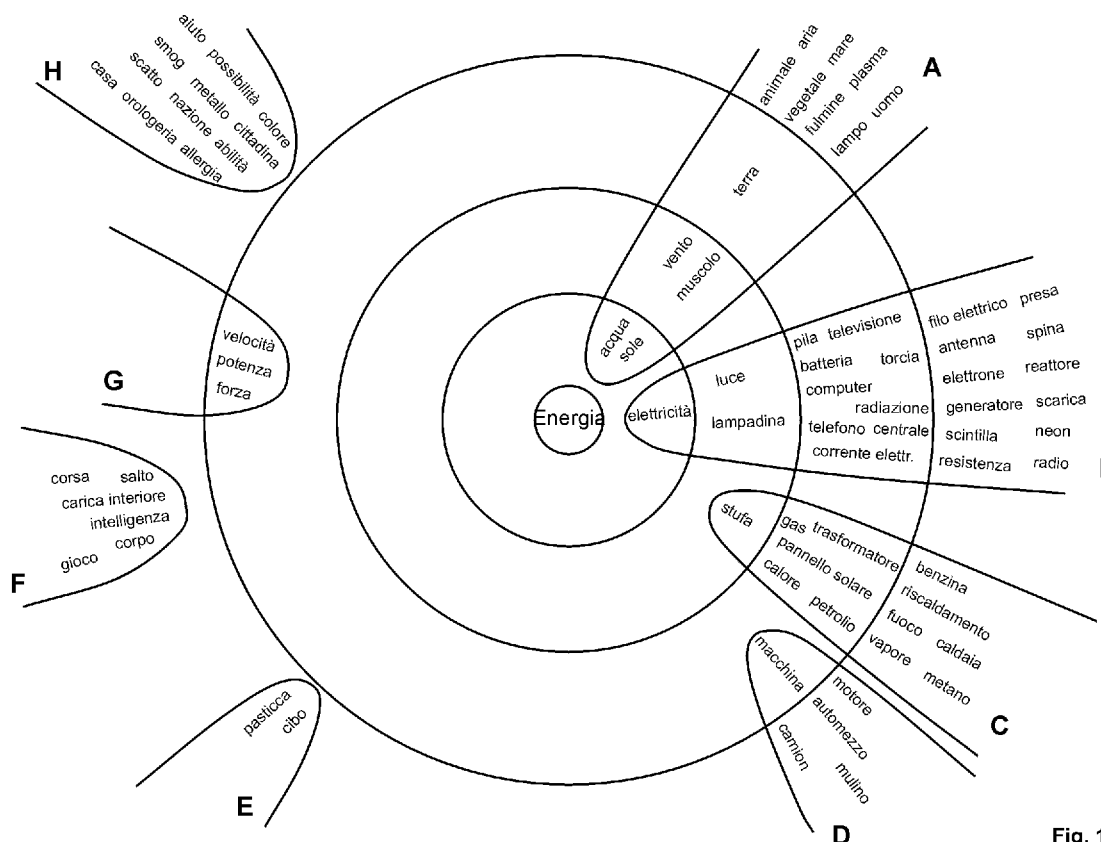 H
aiuto possibilità colore
smog metallo cittadina
scatto nazione abilità
casa orologeria allergia
A
animale aria
vegetale mare
fulmine plasma
lampo uomo
terra
vento
muscolo
acqua
sole
Energia
elettricità
luce
lampadina
pila televisione
batteria torcia
computer
radiazione
telefono centrale
corrente elettr.
filo elettrico presa
antenna spina
elettrone reattore
generatore scarica
scintilla neon
resistenza radio
G
velocità
potenza
forza
F
corsa salto
carica interiore
intelligenza
gioco corpo
stufa
gas trasformatore
pannello solare
calore petrolio
benzina
riscaldamento
fuoco caldaia
vapore metano
C
macchina
motore
automezzo
camion mulino
D
E
pasticca
cibo
Fig. 1